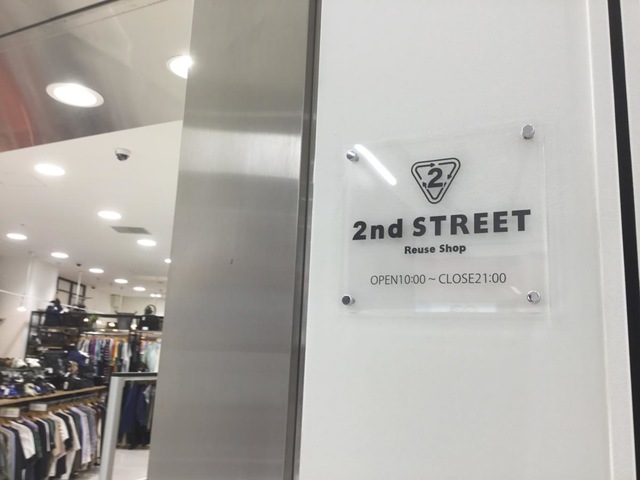 2
2nd STREET
Reuse Shop
OPEN10:00~CLOSE21:00